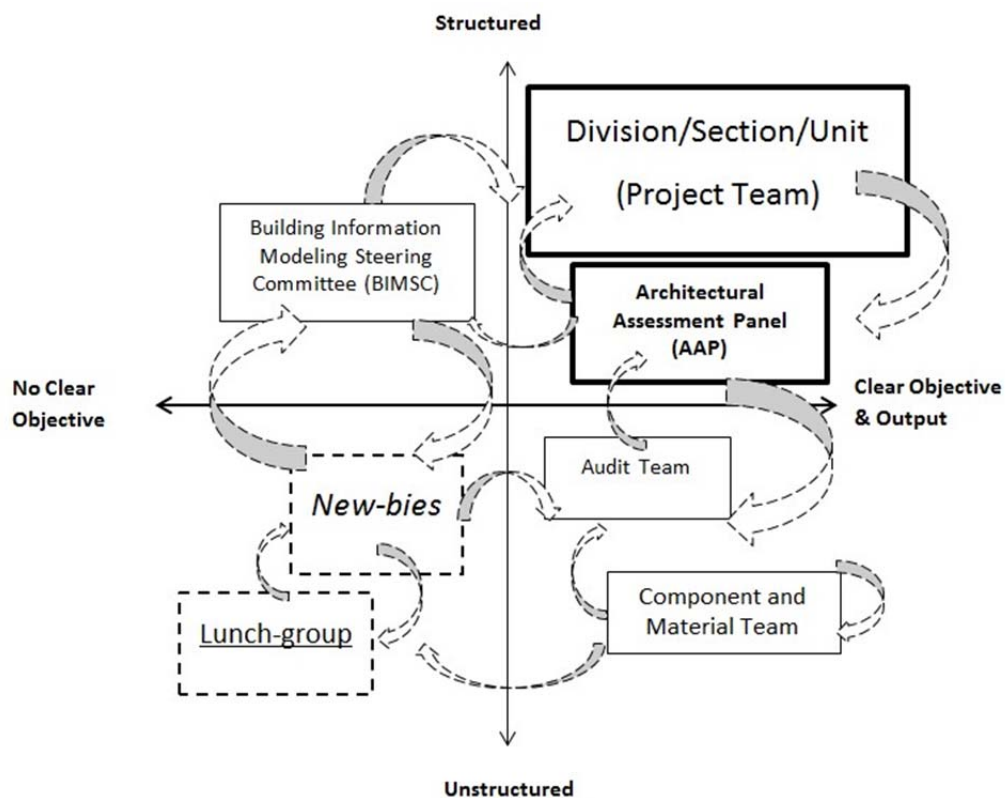 Structured
Division/Section/Unit
(Project Team)
Building Information
Modeling Steering
Committee (BIMSC)
Architectural
Assessment Panel
(AAP)
No Clear
Objective
Clear Objective
& Output
Audit Team
New-bies
Component and
Material Team
Lunch-group
Unstructured